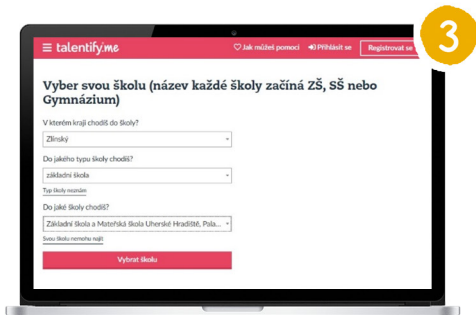 3
≡ talentify.me ♡ Jak můžeš pomoci Přihlásit se Registrovat se
Vyber svou školu (název každé školy začíná ZŠ, SŠ nebo
Gymnázium)
V kterém kraji chodíš do školy?
Zlínský
Do jakého typu školy chodíš?
základní škola
Typ školy neznám
Do jaké školy chodíš?
Základní škola a Mateřská škola Uherské Hradiště, Pala...
Svou školu nemohu najít
Vybrat školu